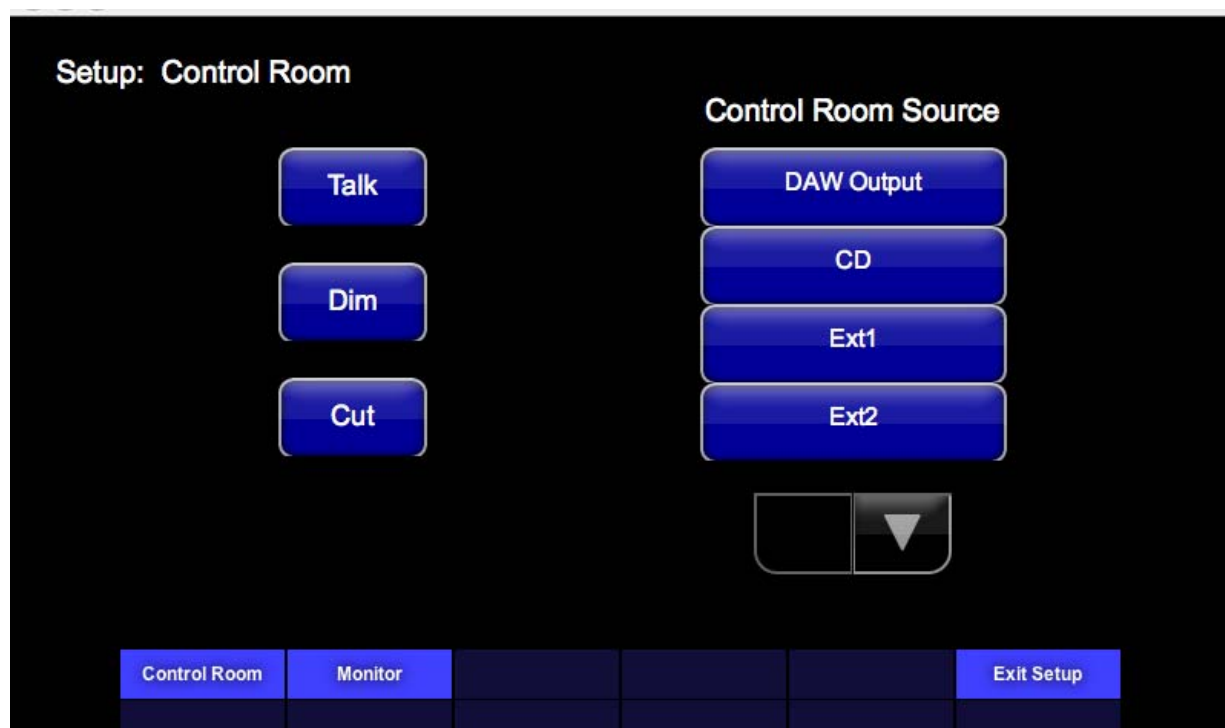 Setup: Control Room
Control Room Source
Talk
DAW Output
CD
Dim
Ext1
Cut
Ext2
Control Room Monitor Exit Setup